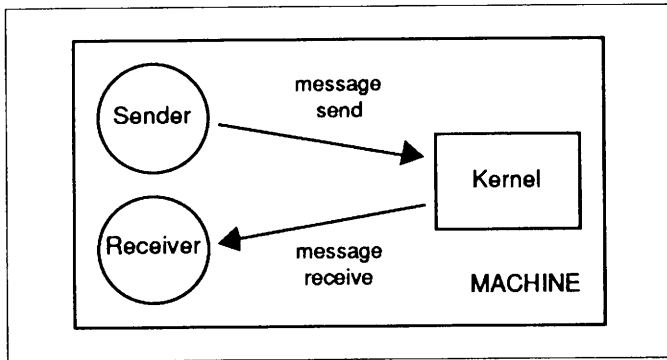 message
send
Sender
Kernel
Receiver
message
receive
MACHINE